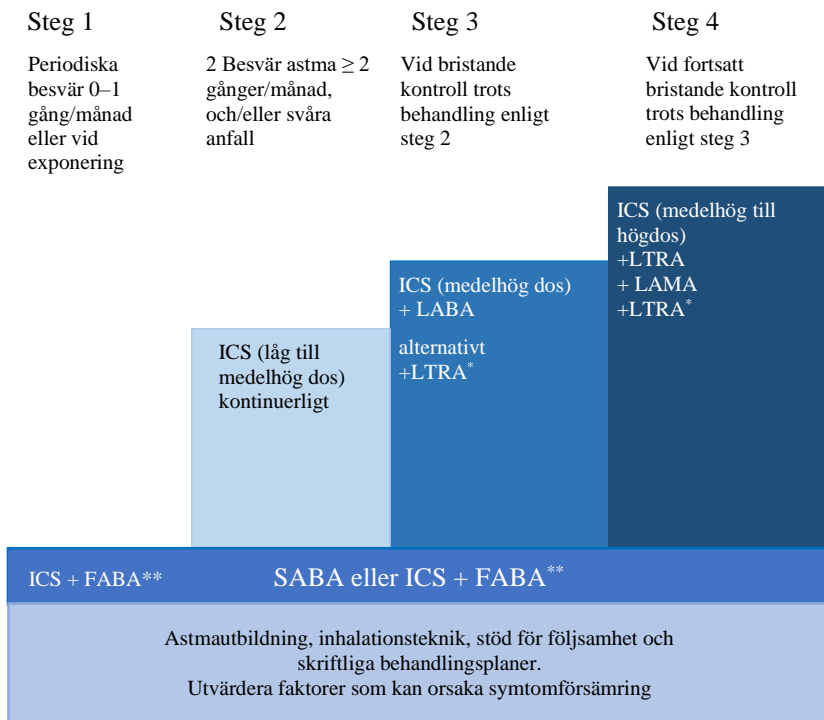 Steg 1
Periodiska
besvär 0–1
gång/månad
eller vid
exponering
Steg 2
2 Besvär astma ≥ 2
gånger/månad,
och/eller svåra
anfall
Steg 3
Vid bristande
kontroll trots
behandling enligt
steg 2
Steg 4
Vid fortsatt
bristande kontroll
trots behandling
enligt steg 3
ICS (låg till
medelhög dos)
kontinuerligt
ICS (medelhög dos)
+ LABA
alternativt
+LTRA*
ICS (medelhög till
högdos)
+LTRA
+ LAMA
+LTRA*
ICS + FABA**
SABA eller ICS + FABA**
Astmautbildning, inhalationsteknik, stöd för följsamhet och
skriftliga behandlingsplaner.
Utvärdera faktorer som kan orsaka symtomförsämring